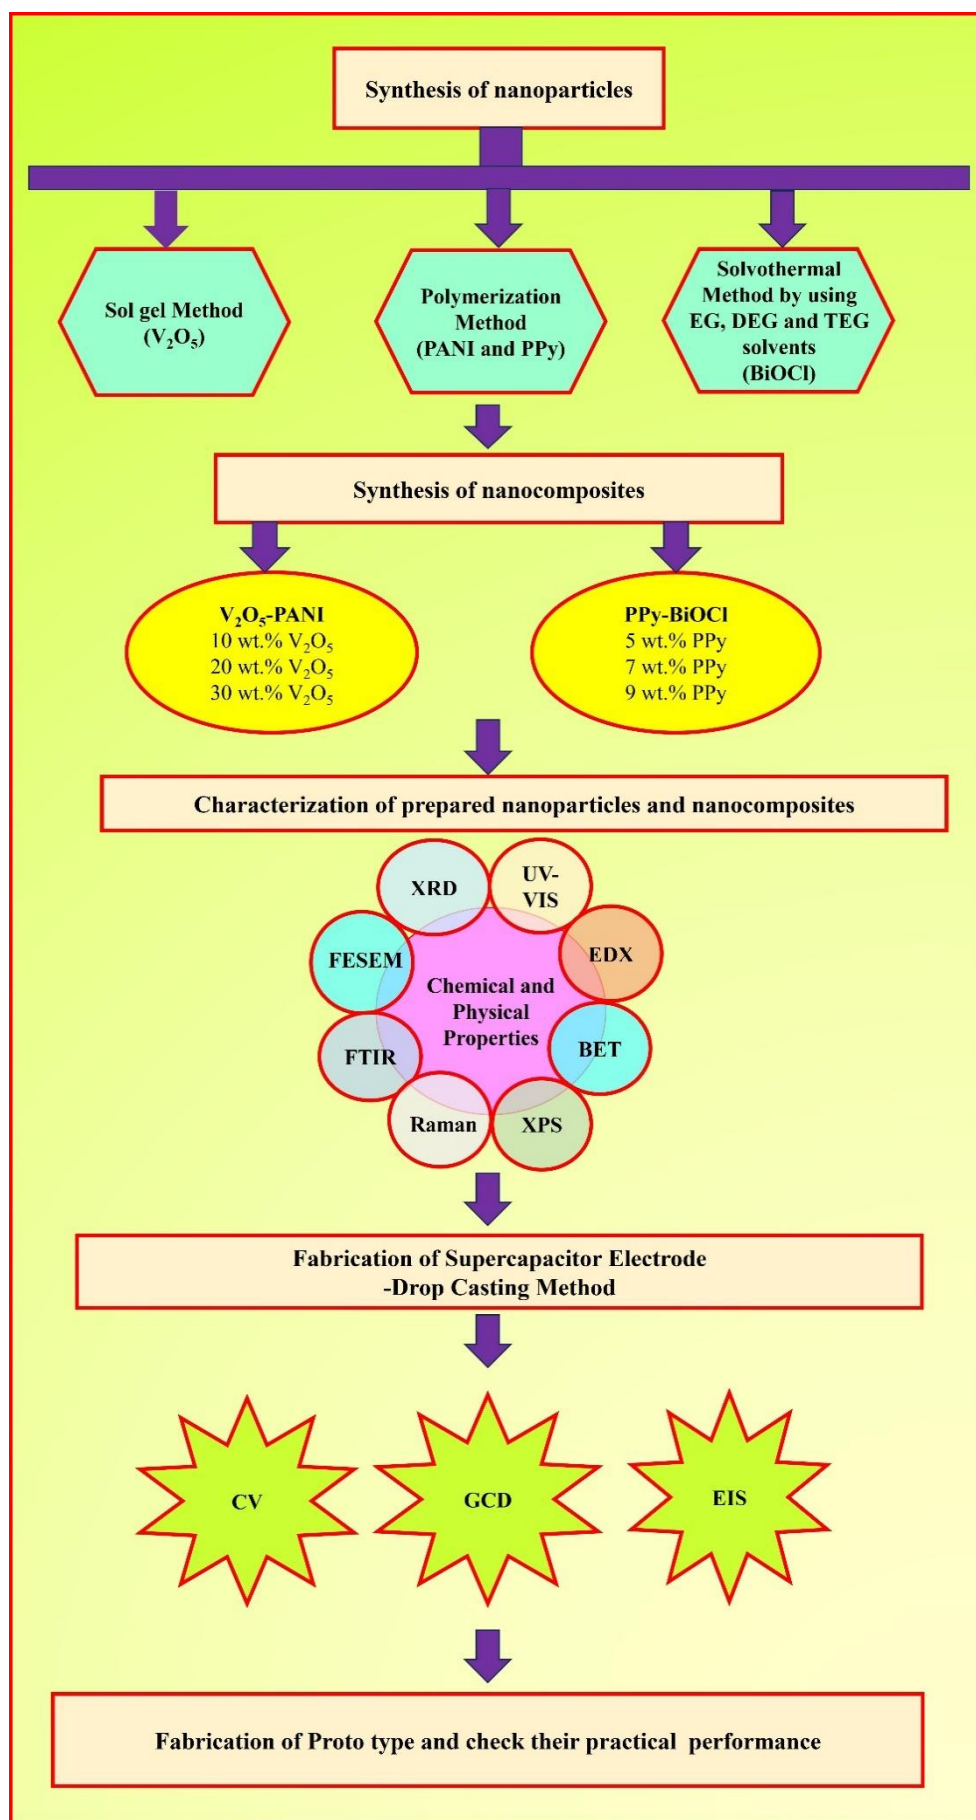 Synthesis of nanoparticles
Sol gel Method
(V₂O₅)
Polymerization
Method
(PANI and PPy)
Solvothermal
Method by using
EG, DEG and TEG
solvents
(BiOCl)
Synthesis of nanocomposites
V₂O₅-PANI
10 wt.% V₂O₅
20 wt.% V₂O₅
30 wt.% V₂O₅
PPy-BiOCl
5 wt.% PPy
7 wt.% PPy
9 wt.% PPy
Characterization of prepared nanoparticles and nanocomposites
XRD
UV-
VIS
FESEM
EDX
Chemical and
Physical
Properties
FTIR
BET
Raman
XPS
Fabrication of Supercapacitor Electrode
-Drop Casting Method
CV
GCD
EIS
Fabrication of Proto type and check their practical performance